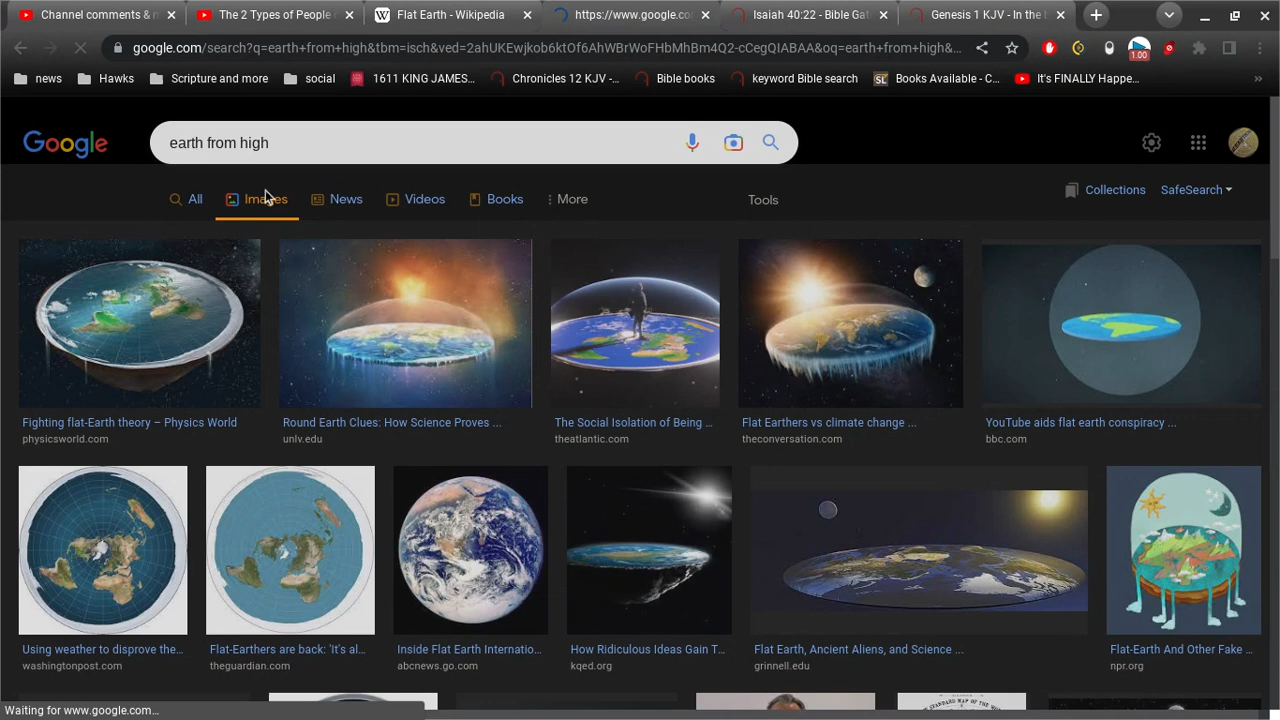 Channel comments & n
The 2 Types of People
Flat Earth - Wikipedia
https://www.google.co
Isaiah 40:22 - Bible Gat
Genesis 1 KJV - In the b
google.com/search?q=earth+from+high&tbm=isch&ved=2ahUKEwjkob6ktOf6AhWBrWoFHbMhBm4Q2-cCegQIABAA&oq=earth+from+high&...
1.00
news
Hawks
Scripture and more
social
1611 KING JAMES...
Chronicles 12 KJV -...
Bible books
keyword Bible search
SL
Books Available - C...
It's FINALLY Happe...
»
Google
earth from high
All
Images
News
Videos
Books
More
Tools
Collections
SafeSearch
Fighting flat-Earth theory – Physics World
physicsworld.com
Round Earth Clues: How Science Proves ...
unlv.edu
The Social Isolation of Being ...
theatlantic.com
Flat Earthers vs climate change ...
theconversation.com
YouTube aids flat earth conspiracy ...
bbc.com
Using weather to disprove the...
washingtonpost.com
Flat-Earthers are back: 'It's al...
theguardian.com
Inside Flat Earth Internatio...
abcnews.go.com
How Ridiculous Ideas Gain T...
kqed.org
Flat Earth, Ancient Aliens, and Science ...
grinnell.edu
Flat-Earth And Other Fake ...
npr.org
Waiting for www.google.com...